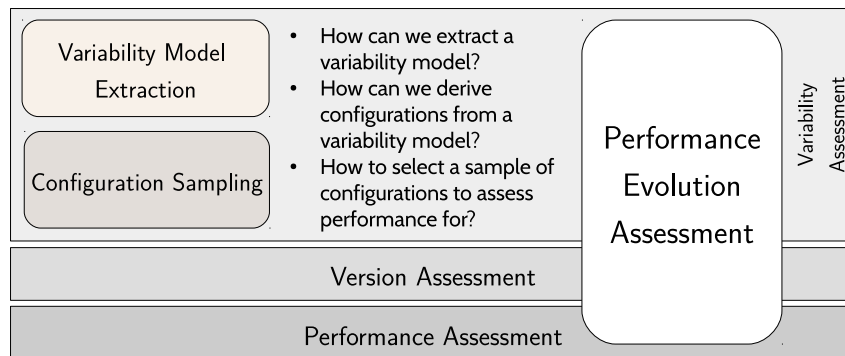 Variability Model
Extraction
Configuration Sampling
• How can we extract a
variability model?
• How can we derive
configurations from a
variability model?
• How to select a sample of
configurations to assess
performance for?
Performance
Evolution
Assessment
Variability
Assessment
Version Assessment
Performance Assessment